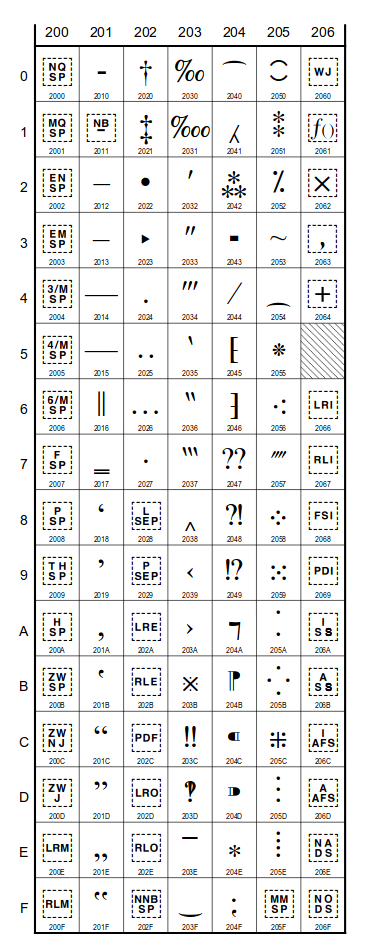 200 201 202 203 204 205 206
0 NQ SP ‐ † ‰ ⁀ ⁐ WJ
2000 2010 2020 2030 2040 2050 2060
1 MQ SP NB - ‡ ‱ ⁁ ⁑ f()
2001 2011 2021 2031 2041 2051 2061
2 EN SP ‒ • ′ ⁂ ⁒ ×
2002 2012 2022 2032 2042 2052 2062
3 EM SP – ‣ ″ ⁃ ⁓ ,
2003 2013 2023 2033 2043 2053 2063
4 3/M SP — ․ ‴ ⁄ ⁔ +
2004 2014 2024 2034 2044 2054 2064
5 4/M SP ― ‥ ‵ ⁅ ⁕
2005 2015 2025 2035 2045 2055
6 6/M SP ‖ … ‶ ⁆ ⁖ LRI
2006 2016 2026 2036 2046 2056 2066
7 F SP ‗ ‧ ‷ ⁇ ⁗ RLI
2007 2017 2027 2037 2047 2057 2067
8 P SP ‘ L SEP ‸ ⁈ ⁘ FSI
2008 2018 2028 2038 2048 2058 2068
9 TH SP ’ P SEP ‹ ⁉ ⁙ PDI
2009 2019 2029 2039 2049 2059 2069
A H SP ‚ LRE › ⁊ ⁚ I SS
200A 201A 202A 203A 204A 205A 206A
B ZW SP ‛ RLE ※ ⁋ ⁛ A SS
200B 201B 202B 203B 204B 205B 206B
C ZW NJ “ PDF ‼ ⁌ ⁜ I AFS
200C 201C 202C 203C 204C 205C 206C
D ZW J ” LRO ‽ ⁍ ⁝ A AFS
200D 201D 202D 203D 204D 205D 206D
E LRM „ RLO ‾ ⁎ ⁞ NA DS
200E 201E 202E 203E 204E 205E 206E
F RLM ‟ NNB SP ‿ ⁏ MM SP NO DS
200F 201F 202F 203F 204F 205F 206F